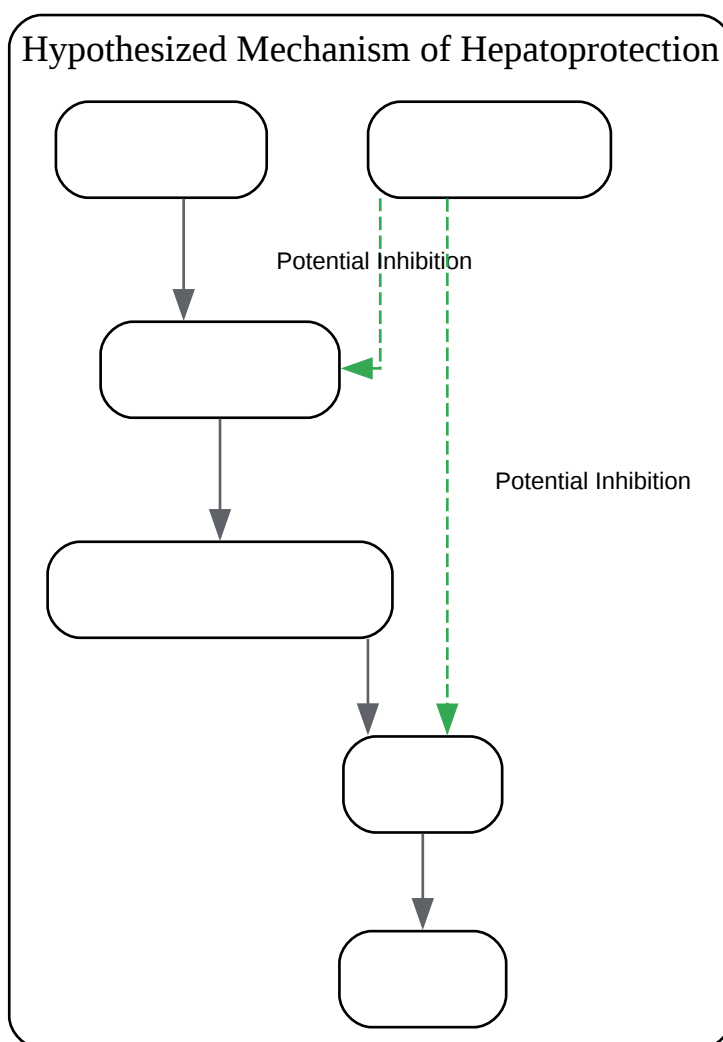 Hypothesized Mechanism of Hepatoprotection
Potential Inhibition
Potential Inhibition